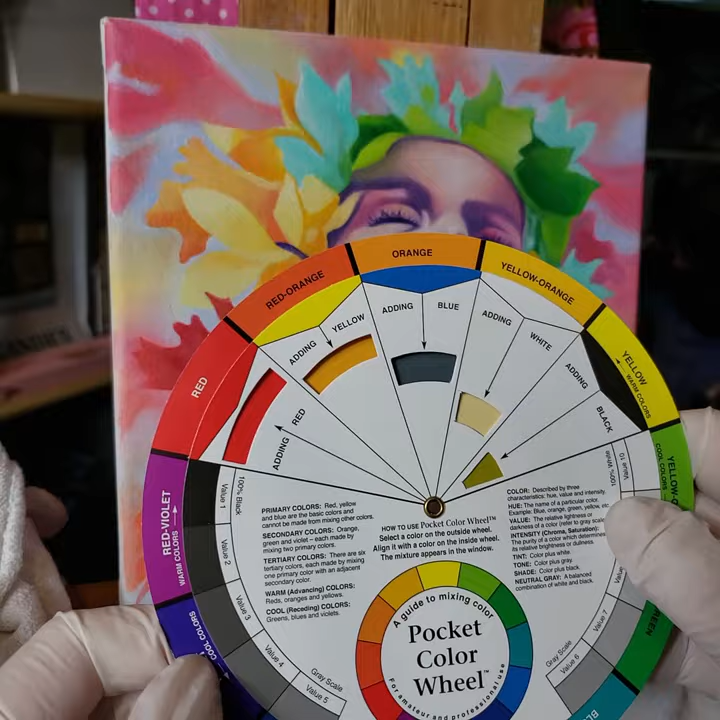 ORANGE
RED-ORANGE
YELLOW-ORANGE
RED
YELLOW
WARM COLORS
COOL COLORS
RED-VIOLET
WARM COLORS
COOL COLORS
GREEN
ADDING RED
ADDING YELLOW
ADDING BLUE
ADDING WHITE
ADDING BLACK
100% Black
Value 1
Value 2
Value 3
Value 4
Value 5
Gray Scale
Gray Scale
Value 6
Value 7
Value 10
100% White
PRIMARY COLORS: Red, yellow
and blue are the basic colors and
cannot be made from mixing other colors.
SECONDARY COLORS: Orange,
green and violet – each made by
mixing two primary colors.
TERTIARY COLORS: There are six
tertiary colors, each made by mixing
one primary color with an adjacent
secondary color.
WARM (Advancing) COLORS:
Reds, oranges and yellows.
COOL (Receding) COLORS:
Greens, blues and violets.
HOW TO USE Pocket Color Wheel™
Select a color on the outside wheel.
Align it with a color on the inside wheel.
The mixture appears in the window.
COLOR: Described by three
characteristics: hue, value and intensity.
HUE: The name of a particular color.
Example: Blue, orange, green, yellow, etc.
VALUE: The relative lightness or
darkness of a color (refer to gray scale)
INTENSITY (Chroma, Saturation):
The purity of a color which determines
its relative brightness or dullness.
TINT: Color plus white.
TONE: Color plus gray.
SHADE: Color plus black.
NEUTRAL GRAY: A balanced
combination of white and black.
A guide to mixing color
Pocket
Color
Wheel™
For amateur and professional use